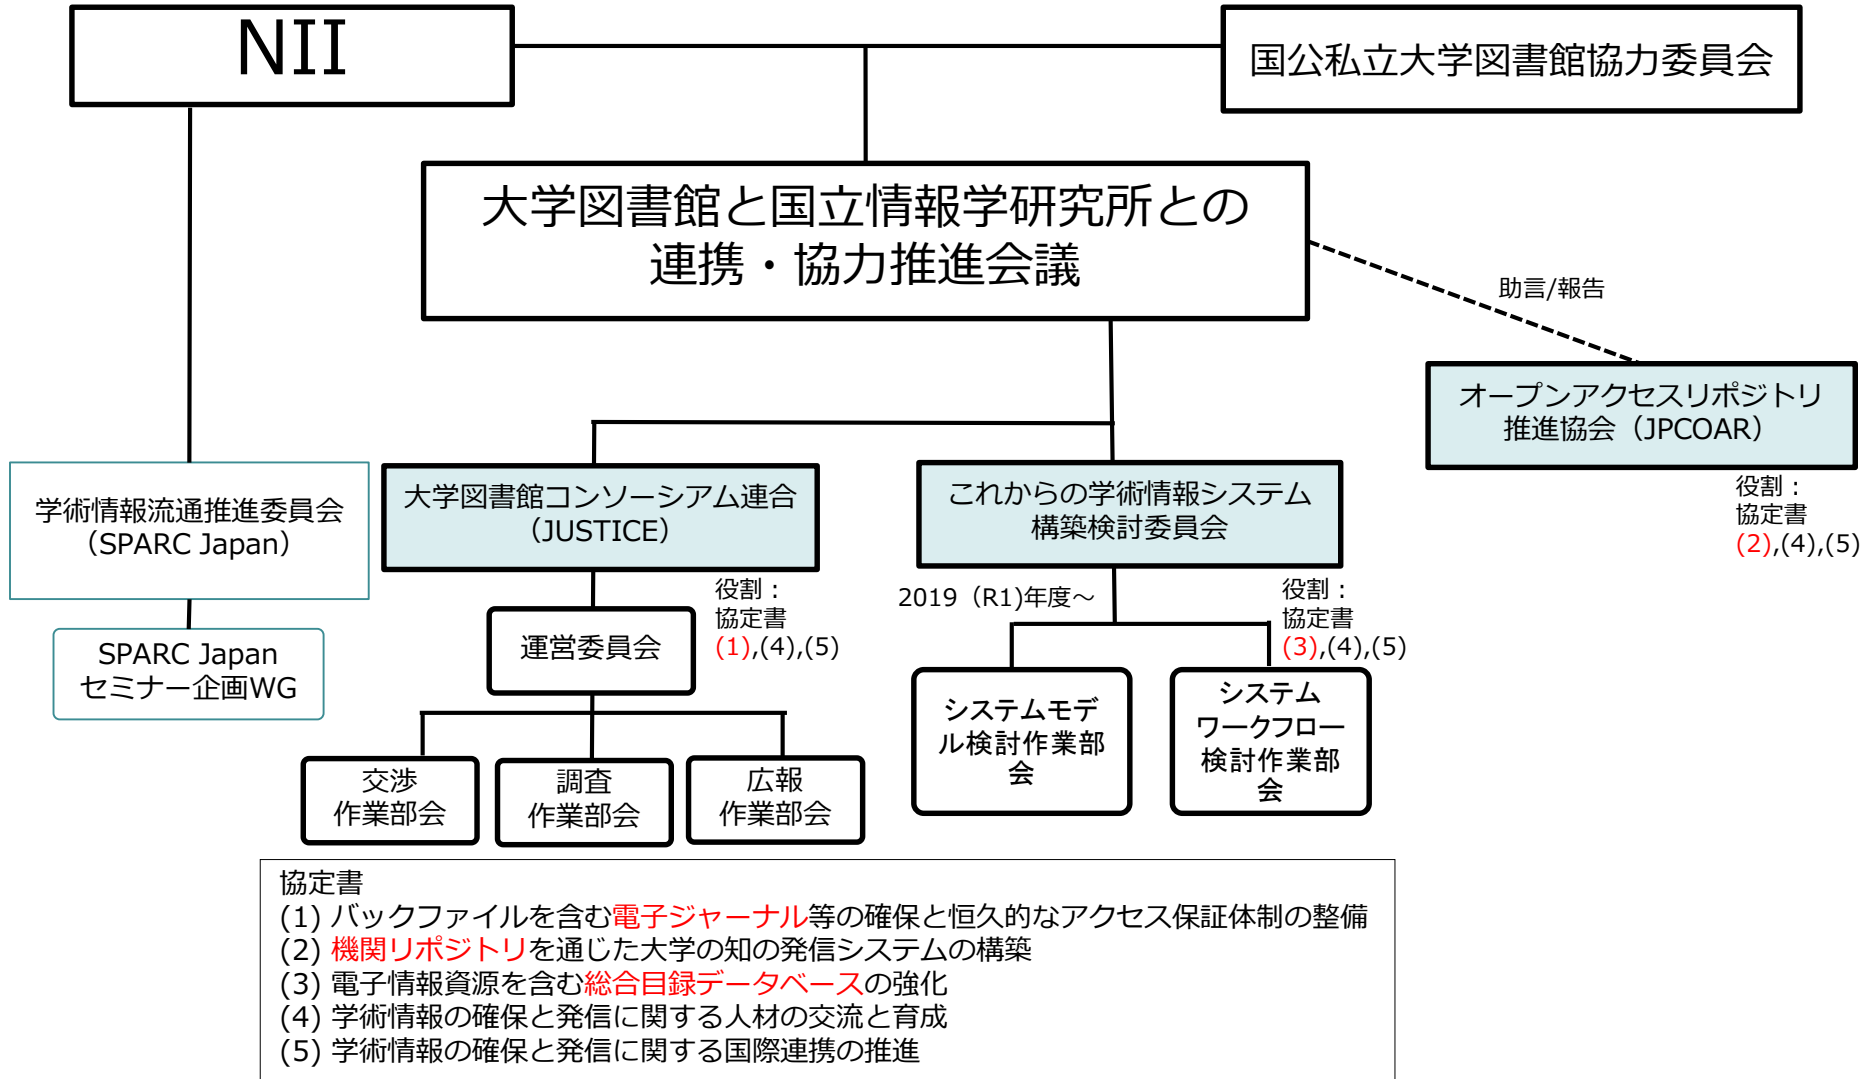 NII
国公私立大学図書館協力委員会
大学図書館と国立情報学研究所との
連携・協力推進会議
助言/報告
オープンアクセスリポジトリ
推進協会（JPCOAR）
役割：
協定書
(2),(4),(5)
学術情報流通推進委員会
（SPARC Japan）
大学図書館コンソーシアム連合
（JUSTICE）
これからの学術情報システム
構築検討委員会
役割：
協定書
(1),(4),(5)
2019（R1)年度～
役割：
協定書
(3),(4),(5)
SPARC Japan
セミナー企画WG
運営委員会
システムモデ
ル検討作業部
会
システム
ワークフロー
検討作業部
会
交渉
作業部会
調査
作業部会
広報
作業部会
協定書
(1) バックファイルを含む電子ジャーナル等の確保と恒久的なアクセス保証体制の整備
(2) 機関リポジトリを通じた大学の知の発信システムの構築
(3) 電子情報資源を含む総合目録データベースの強化
(4) 学術情報の確保と発信に関する人材の交流と育成
(5) 学術情報の確保と発信に関する国際連携の推進